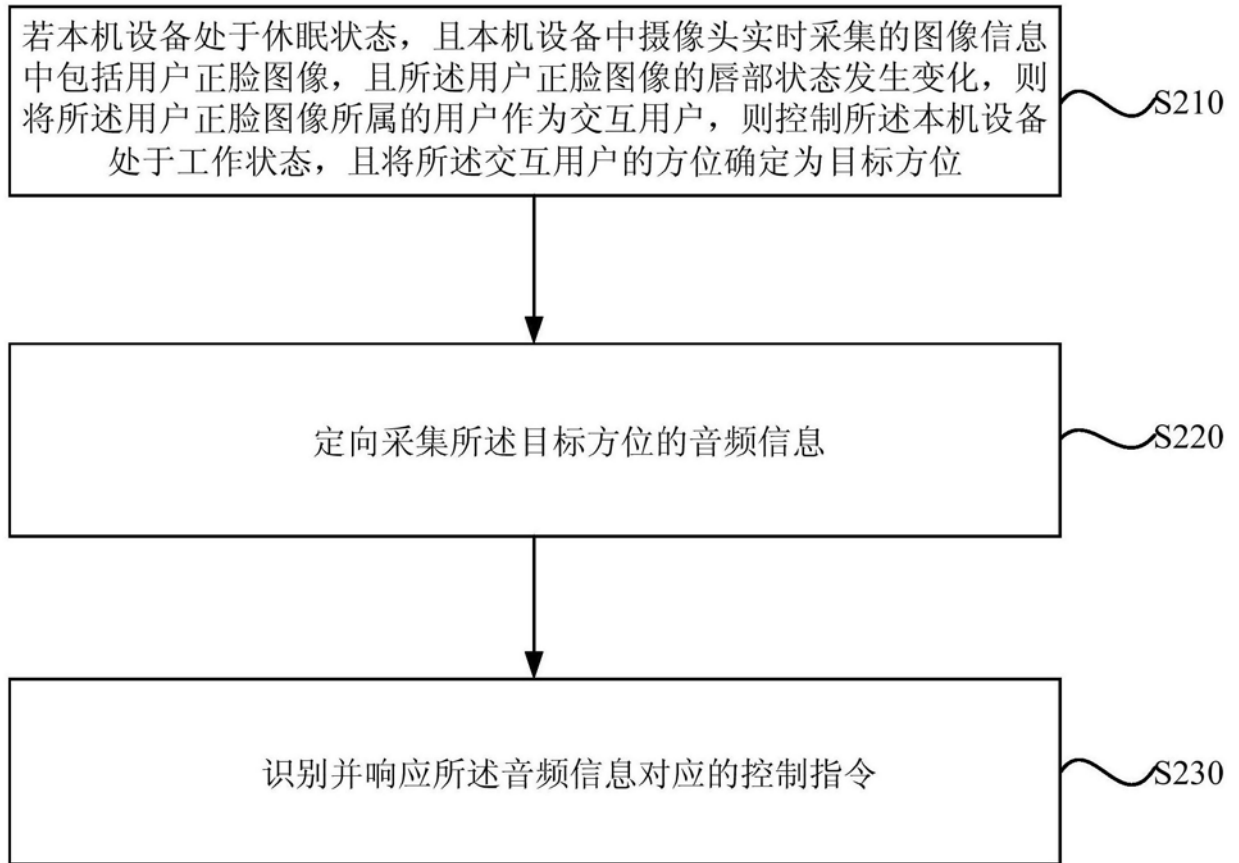 若本机设备处于休眠状态，且本机设备中摄像头实时采集的图像信息
中包括用户正脸图像，且所述用户正脸图像的唇部状态发生变化，则
将所述用户正脸图像所属的用户作为交互用户，则控制所述本机设备
处于工作状态，且将所述交互用户的方位确定为目标方位
S210
定向采集所述目标方位的音频信息
S220
识别并响应所述音频信息对应的控制指令
S230